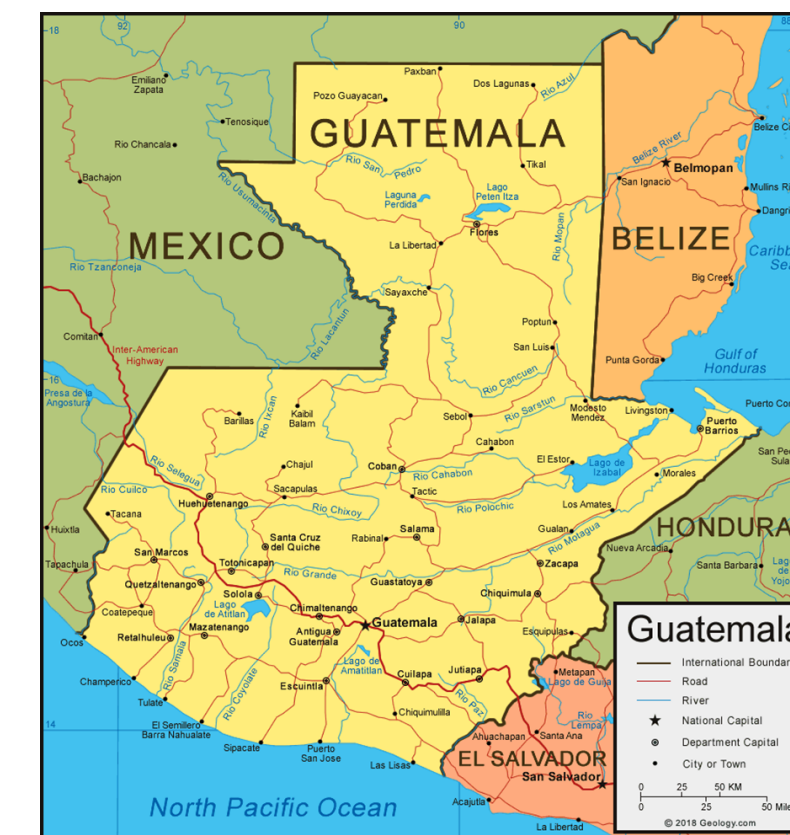 92
90
88
18
Emiliano
Zapata
Paxban
Dos Lagunas
Rio Azul
Pozo Guayacan
Tenosique
GUATEMALA
Belize C
Rio Chancala
Belize River
Rio San Pedro
Tikal
Belmopan
Bachajon
Rio Usumacinta
San Ignacio
Laguna
Perdida
Lago
Peten Itza
Mullins Ri
Dangri
Flores
Rio Mopan
MEXICO
La Libertad
BELIZE
Caribb
Sea
Rio Tzanconeja
Sayaxche
Big Creek
Rio Lacantun
Poptun
Comitan
Inter-American
Highway
San Luis
Punta Gorda
Gulf of
Honduras
16
Presa de la
Angostura
Rio Cancuen
Barillas
Rio Ixcan
Kaibil
Balam
Sebol
Rio Sarstun
Modesto
Mendez
Livingston
Puerto Co
Puerto
Barrios
Cahabon
Rio Selegua
Chajul
Coban
Rio Cahabon
El Estor
Lago de
Izabal
Morales
San Pe
Sula
Rio Cuilco
Huehuetenango
Sacapulas
Tactic
Rio Polochic
Los Amates
Tacana
Rio Chixoy
Huixtla
Salama
Rabinal
Gualan
Rio Motagua
HONDURA
Santa Cruz
del Quiche
San Marcos
Nueva Arcadia
Tapachula
Totonicapan
Rio Grande
Zacapa
Santa Barbara
Lago
de
Yojo
Quetzaltenango
Guastatoya
Solola
Chiquimula
Lago
de Atitlan
Coatepeque
Chimaltenango
Guatemala
Jalapa
Mazatenango
Antigua
Guatemala
Esquipulas
Ocos
Retalhuleu
Rio Samala
Lago de
Amatitlan
Champerico
Rio Coyolate
Escuintla
Cuilapa
Jutiapa
Metapan
Lago de Guija
Tulate
Rio Paz
Chiquimulilla
Rio
Lempa
14
El Semillero
Barra Nahualate
Sipacate
Puerto
San Jose
Ahuachapan
Santa Ana
Las Lisas
EL SALVADOR
San Salvador
North Pacific Ocean
Acajutla
La Libertad
Guatemala
International Boundar
Road
River
National Capital
Department Capital
City or Town
0 25 50 KM
0 25 50 Mile
© 2018 Geology.com